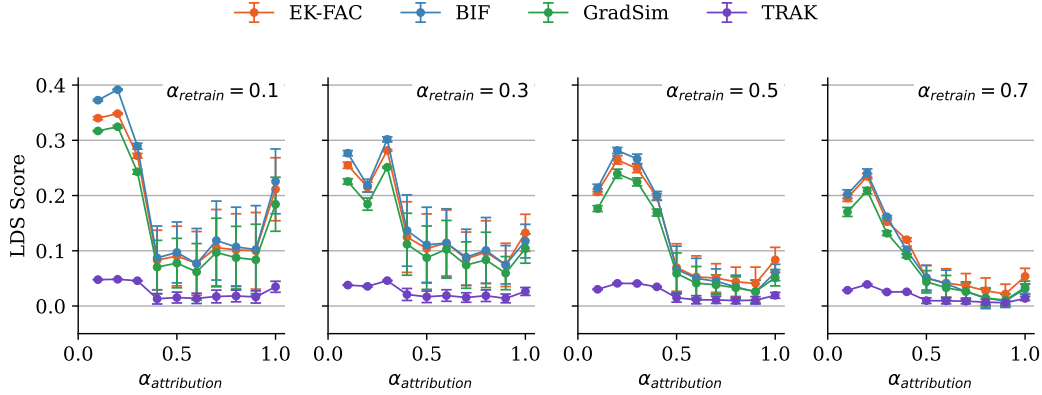 EK-FAC BIF GradSim TRAK
α_retrain = 0.1 α_retrain = 0.3 α_retrain = 0.5 α_retrain = 0.7
LDS Score
0.4
0.3
0.2
0.1
0.0
0.0 0.5 1.0 0.0 0.5 1.0 0.0 0.5 1.0 0.0 0.5 1.0
α_attribution α_attribution α_attribution α_attribution